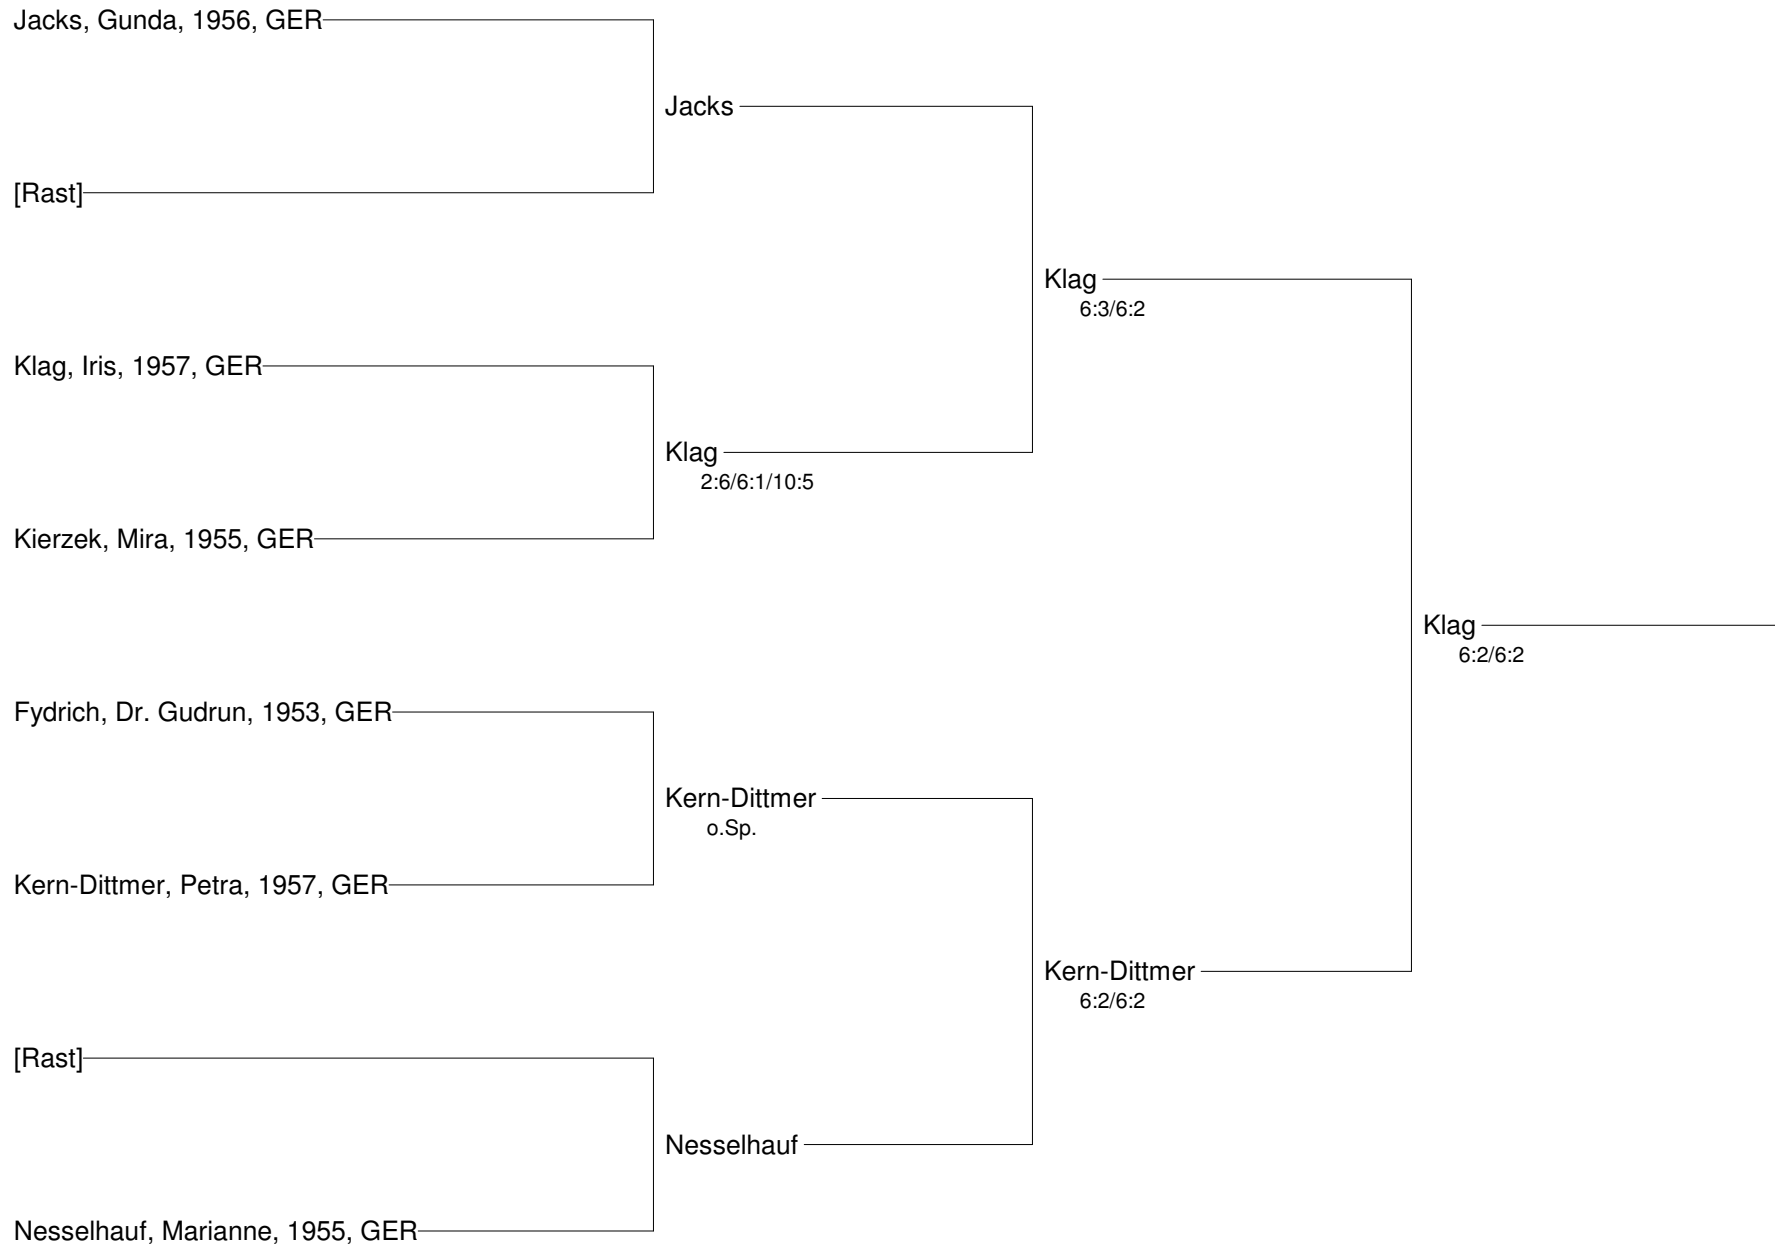 Jacks, Gunda, 1956, GER
Jacks
[Rast]
Klag
6:3/6:2
Klag, Iris, 1957, GER
Klag
2:6/6:1/10:5
Kierzek, Mira, 1955, GER
Klag
6:2/6:2
Fydrich, Dr. Gudrun, 1953, GER
Kern-Dittmer
o.Sp.
Kern-Dittmer, Petra, 1957, GER
Kern-Dittmer
6:2/6:2
[Rast]
Nesselhauf
Nesselhauf, Marianne, 1955, GER